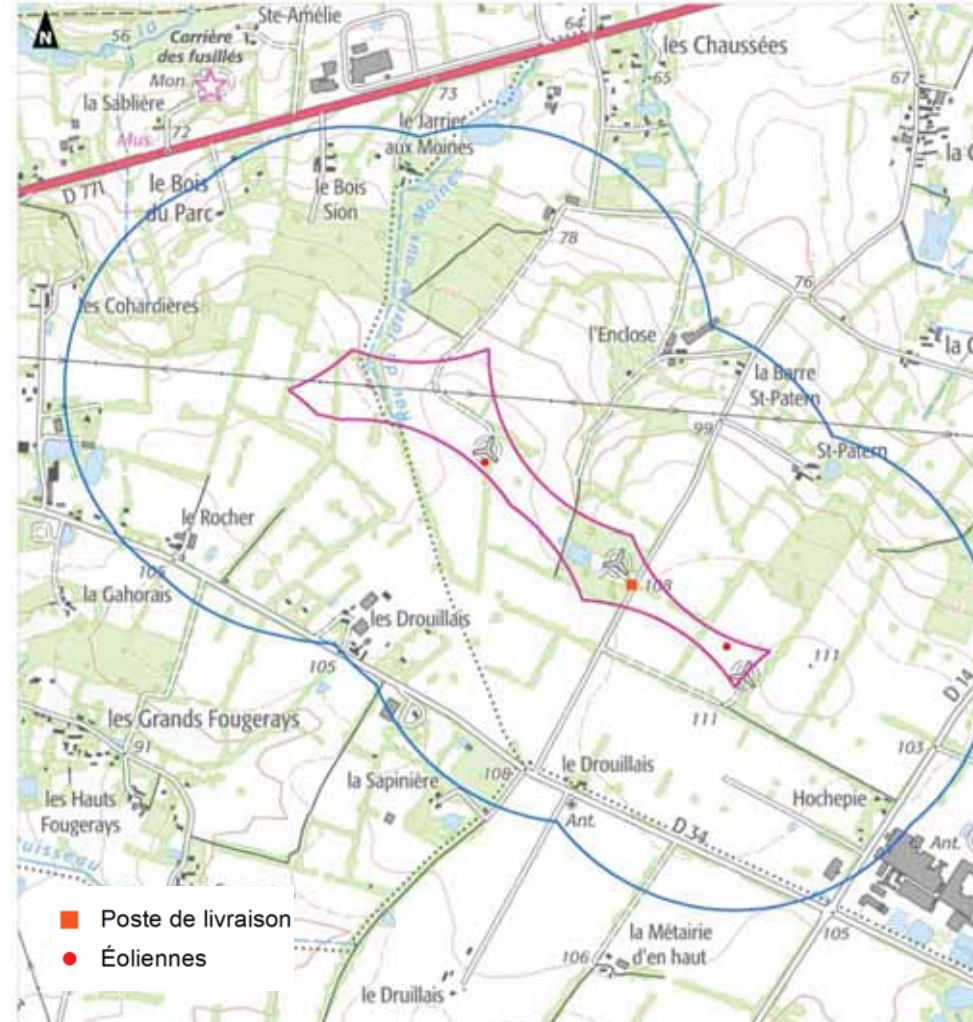 N
Ste-Amélie
56
la
64
Carrière
des fusillés
les Chaussées
Mon.
65
67
la Sablière
73
72
le Jarrier
aux Moines
Mus.
D 771
le Bois
du Parc
le Bois
Sion
78
76
les Cohardières
l'Enclose
la Barre
St-Patern
99
St-Patern
le Rocher
105
la Gahorais
les Drouillais
108
105
111
D 14
111
les Grands Fougerays
91
103
108
le Drouillais
la Sapinière
les Hauts
Fougerays
Hochepie
Ant.
D 34
Ant.
Poste de livraison
105
la Métairie
d'en haut
106
Éoliennes
le Druillais